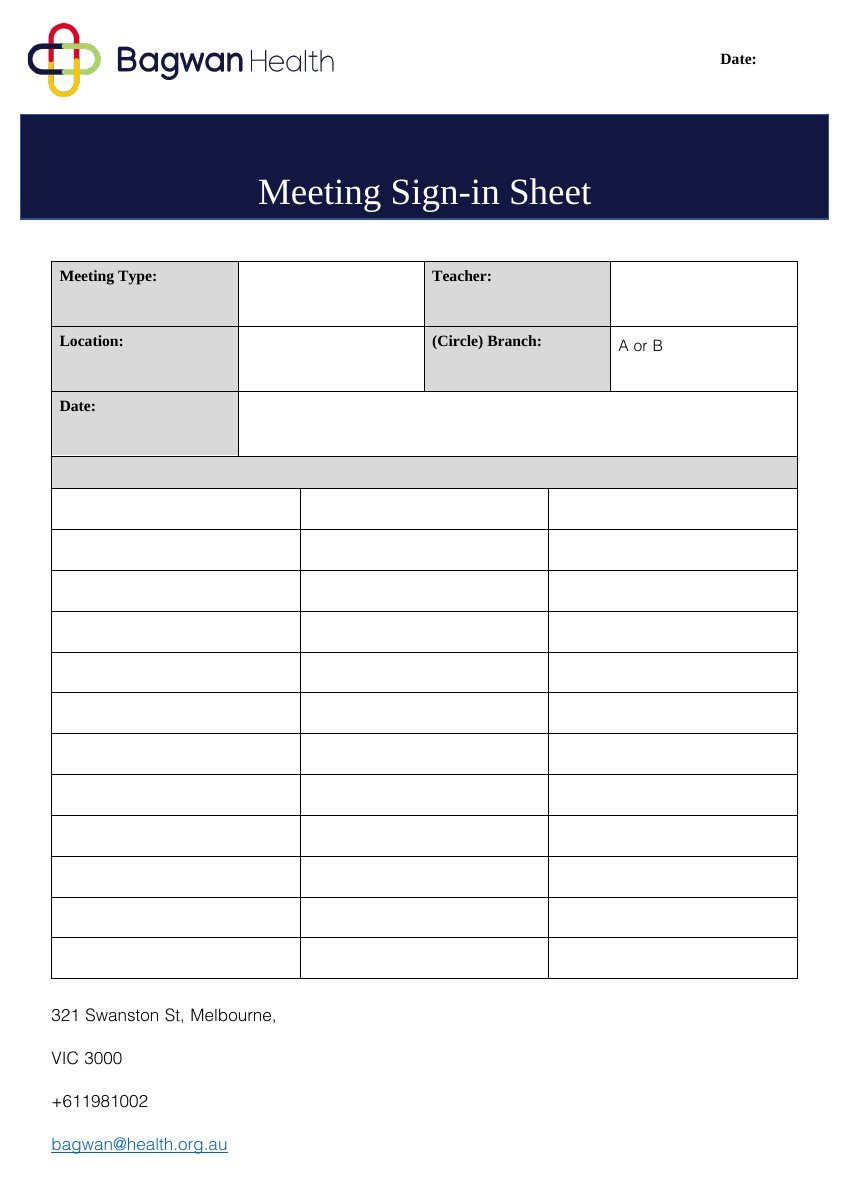 Bagwan Health
Date:
Meeting Sign-in Sheet
Meeting Type:
Teacher:
Location:
(Circle) Branch:
A or B
Date:
321 Swanston St, Melbourne,
VIC 3000
+611981002
bagwan@health.org.au